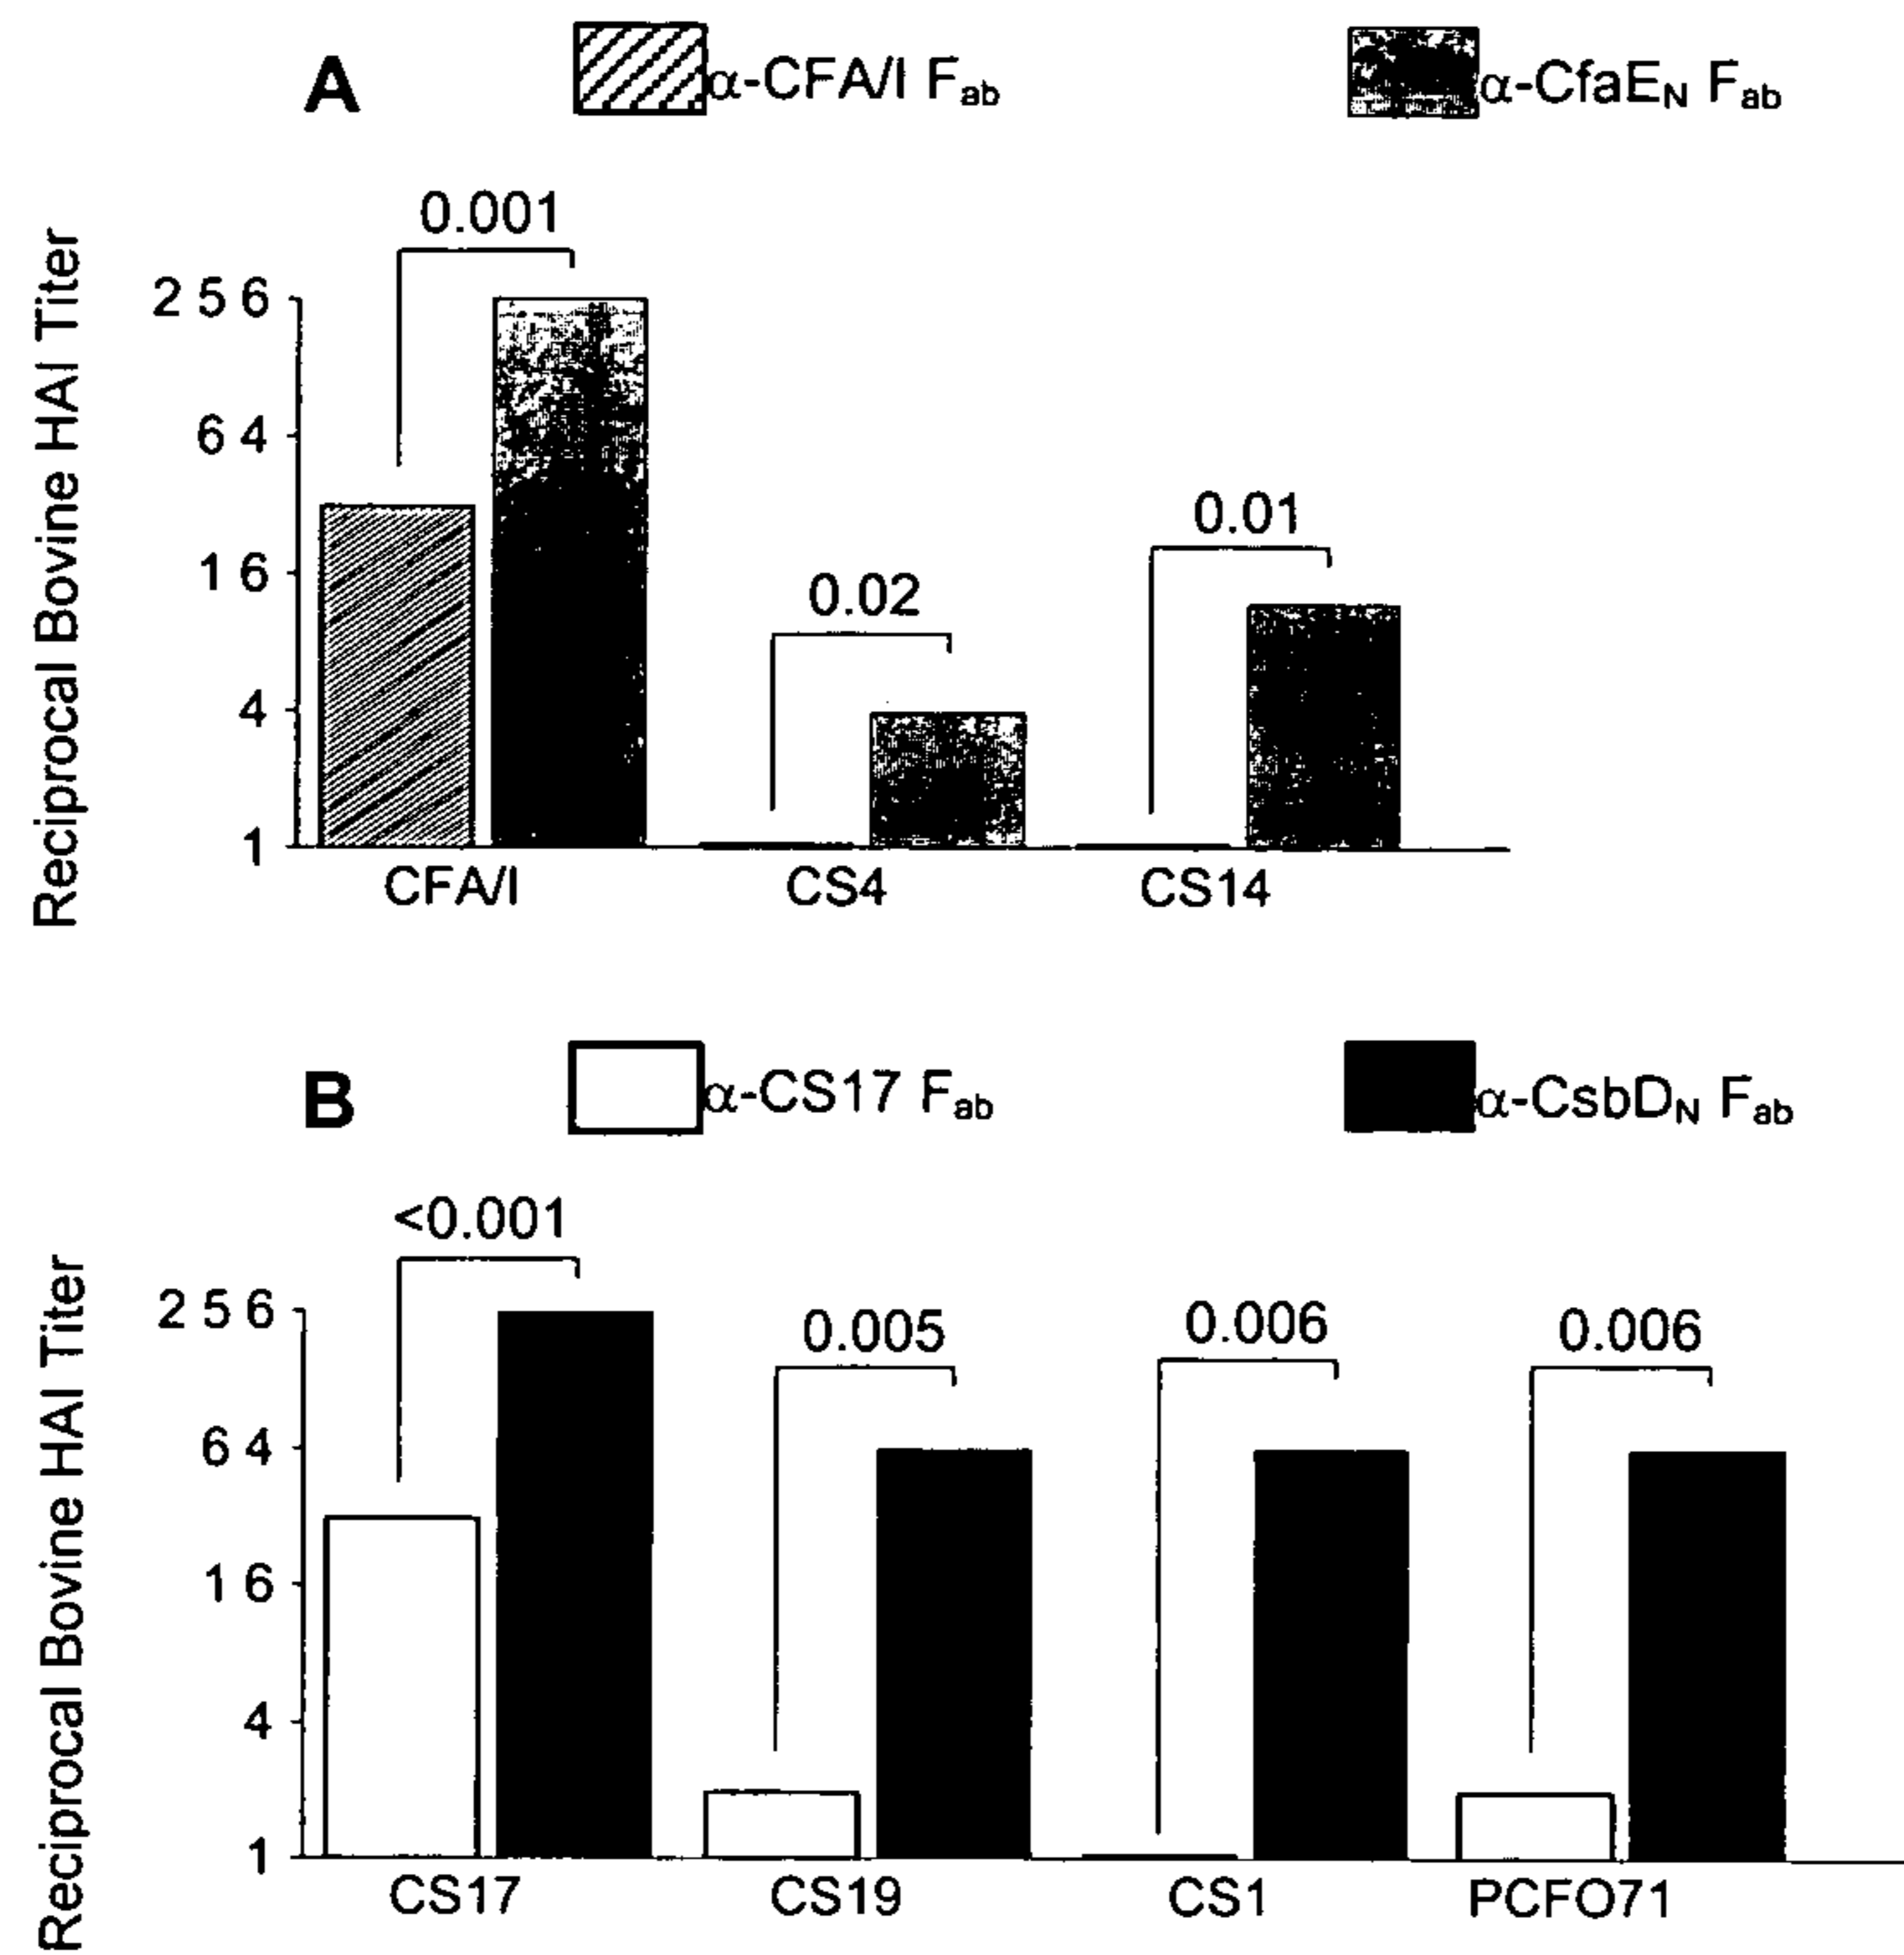 A α-CFA/I Fab α-CfaEN Fab
0.001
Reciprocal Bovine HAI Titer
256
64
0.01
16
0.02
4
1
CFA/I CS4 CS14
B α-CS17 Fab α-CsbDN Fab
<0.001
Reciprocal Bovine HAI Titer
256
0.005 0.006 0.006
64
16
4
1
CS17 CS19 CS1 PCFO71